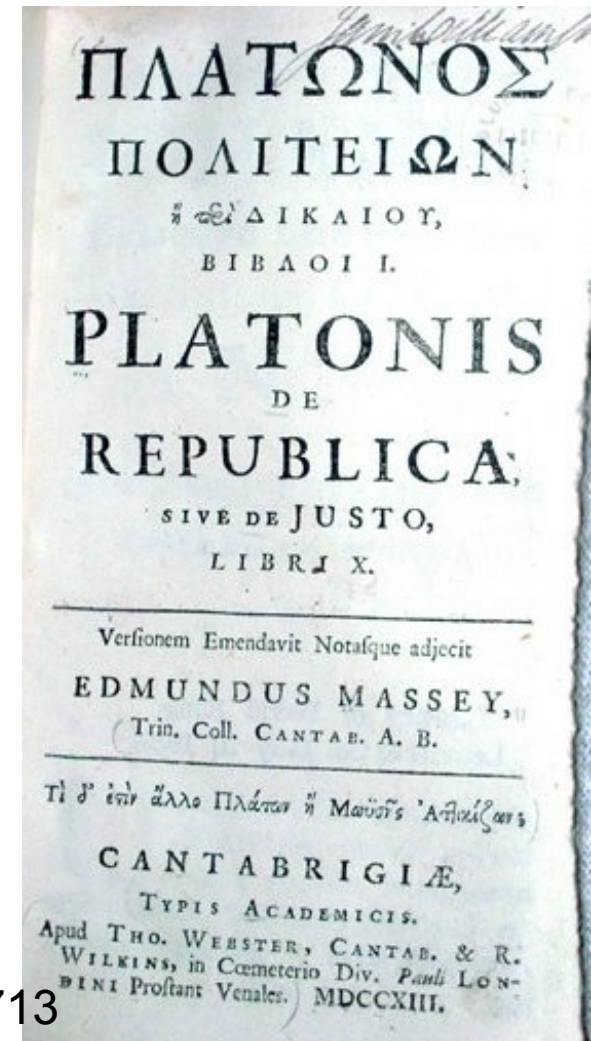 ΠΛΑΤΩΝΟΣ
ΠΟΛΙΤΕΙΩΝ
ἢ περὶ ΔΙΚΑΙΟΥ,
ΒΙΒΛΟΙ Ι.
PLATONIS
DE
REPUBLICA;
SIVE DE JUSTO,
LIBRI X.
Verſionem Emendavit Notaſque adjecit
EDMUNDUS MASSEY,
Trin. Coll. CANTAB. A. B.
Τὶ δ' ἐστὶν ἄλλο Πλάτων ἢ Μωϋσῆς Ἀττικίζων;
CANTABRIGIÆ,
TYPIS ACADEMICIS.
Apud THO. WEBSTER, CANTAB. & R.
WILKINS, in Cœmeterio Div. Pauli LON-
DINI Proſtant Venales. MDCCXIII.
713